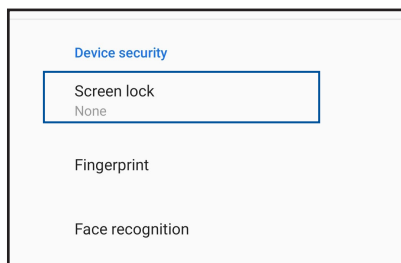 Device security
Screen lock
None
Fingerprint
Face recognition